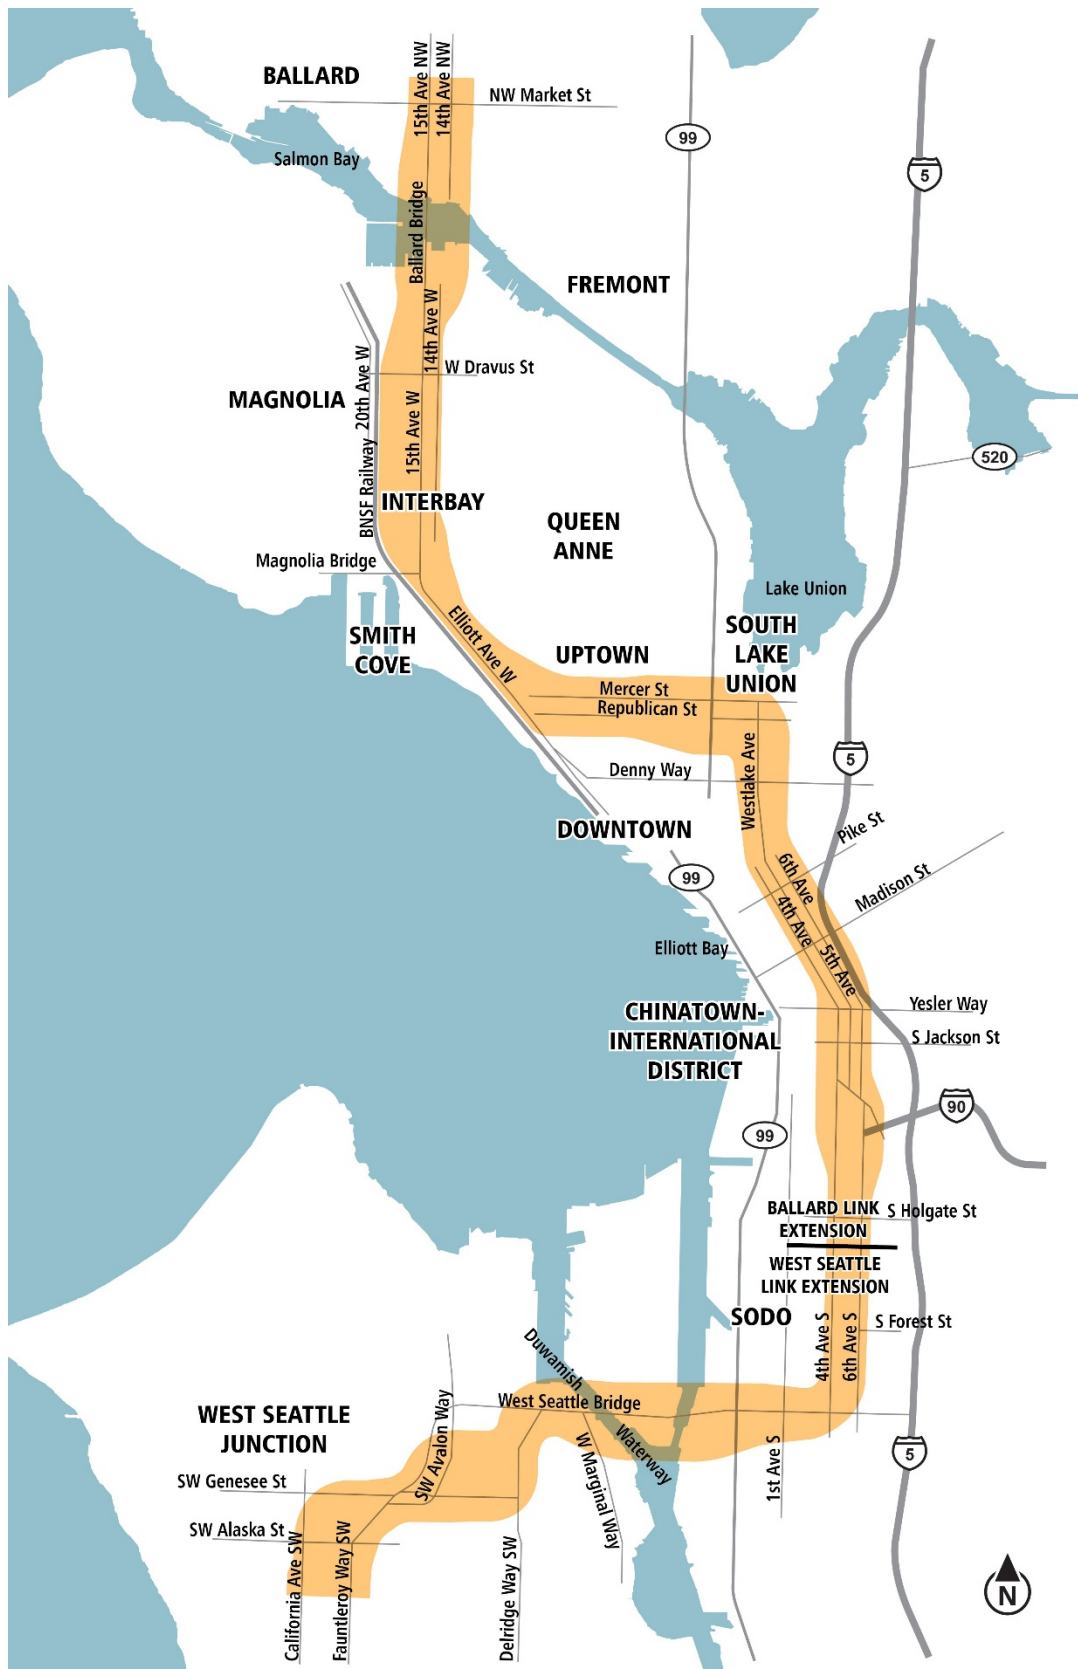 15th Ave NW
14th Ave NW
BALLARD
NW Market St
99
Salmon Bay
5
Ballard Bridge
FREMONT
14th Ave W
W Dravus St
20th Ave W
MAGNOLIA
15th Ave W
520
BNSF Railway
INTERBAY
QUEEN
ANNE
Magnolia Bridge
Lake Union
Elliott Ave W
SMITH
COVE
SOUTH
LAKE
UNION
UPTOWN
Mercer St
Republican St
Westlake Ave
5
Denny Way
DOWNTOWN
Pike St
6th Ave
99
Madison St
4th Ave
Elliott Bay
5th Ave
Yesler Way
CHINATOWN-
INTERNATIONAL
DISTRICT
S Jackson St
90
99
BALLARD LINK
EXTENSION
S Holgate St
WEST SEATTLE
LINK EXTENSION
SODO
S Forest St
4th Ave S
6th Ave S
Duwamish
Waterway
West Seattle Bridge
WEST SEATTLE
JUNCTION
SW Avalon Way
W Marginal Way
1st Ave S
5
SW Genesee St
SW Alaska St
California Ave SW
Fauntleroy Way SW
Delridge Way SW
N